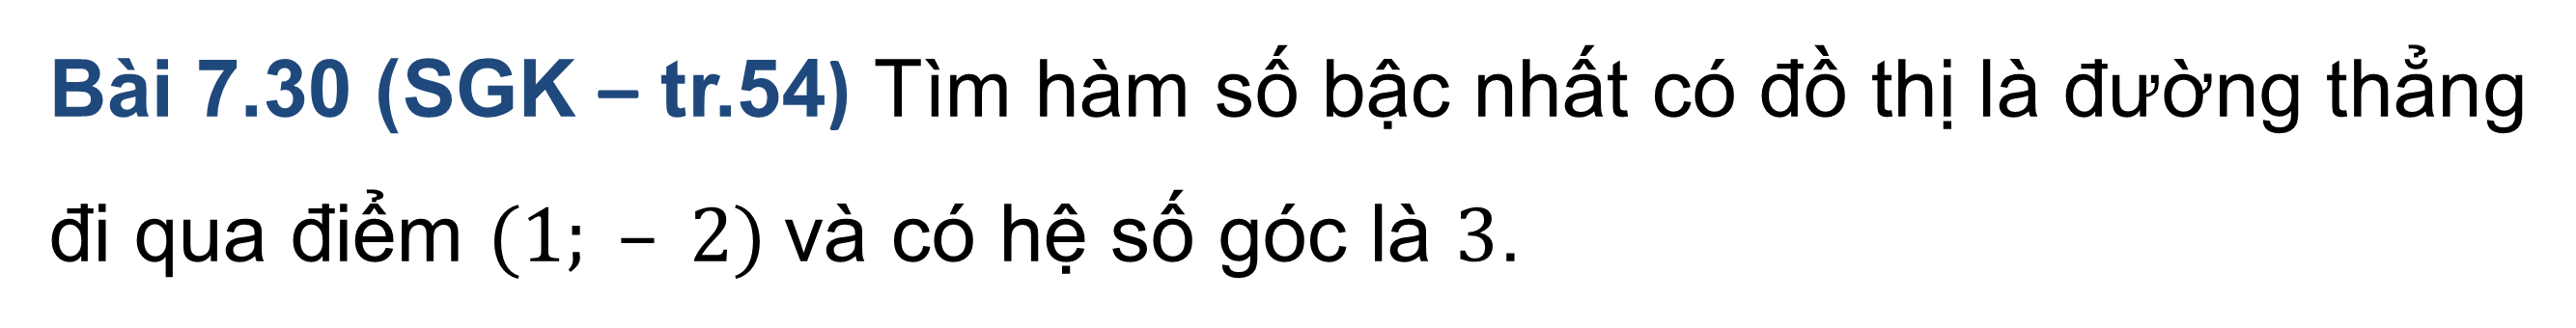 Bài 7.30 (SGK – tr.54) Tìm hàm số bậc nhất có đồ thị là đường thẳng
đi qua điểm (1; – 2) và có hệ số góc là 3.